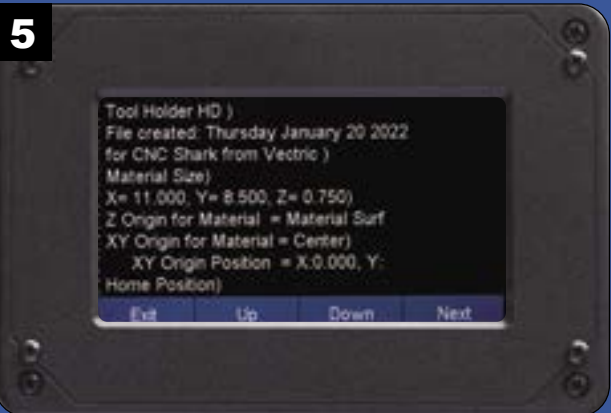 5
Tool Holder HD )
File created: Thursday January 20 2022
for CNC Shark from Vectric )
Material Size)
X= 11.000, Y= 8.500, Z= 0.750)
Z Origin for Material = Material Surf
XY Origin for Material = Center)
XY Origin Position = X:0.000, Y:
Home Position)
Exit Up Down Next